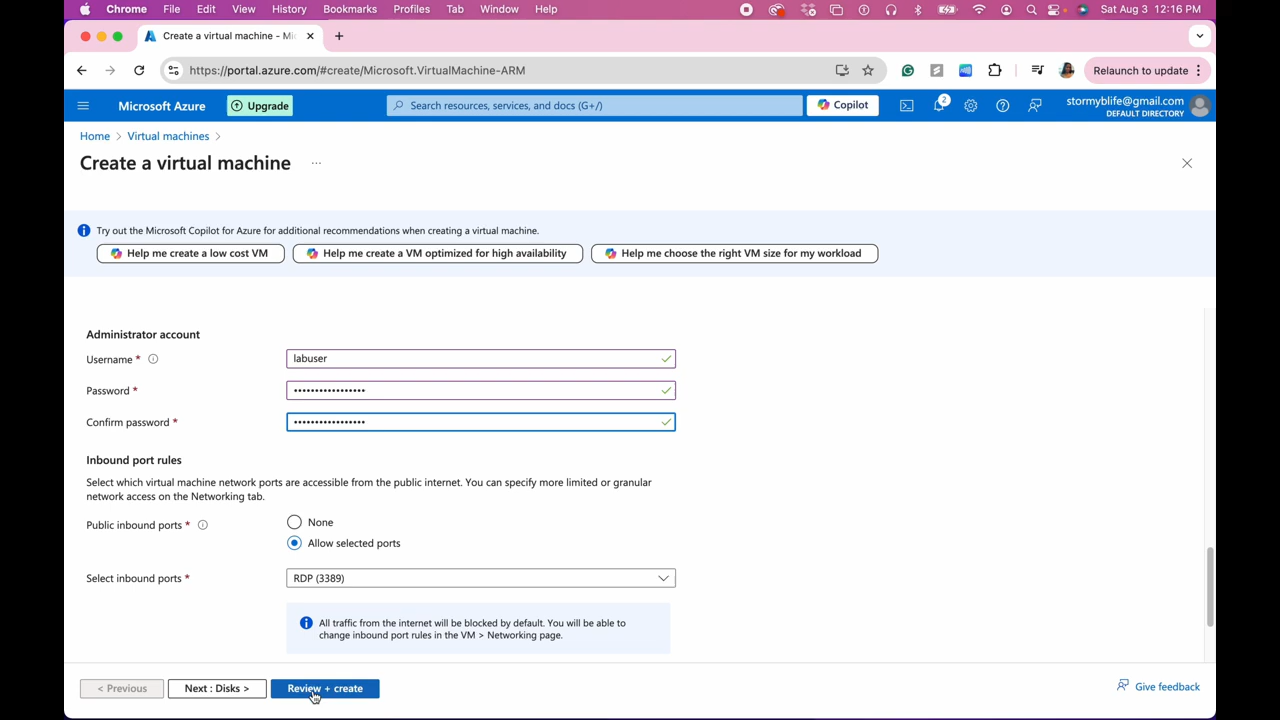 Chrome File Edit View History Bookmarks Profiles Tab Window Help Sat Aug 3 12:16 PM
Create a virtual machine - Mic
https://portal.azure.com/#create/Microsoft.VirtualMachine-ARM Relaunch to update
Microsoft Azure Upgrade Search resources, services, and docs (G+/) Copilot 2 stormyblife@gmail.com
DEFAULT DIRECTORY
Home > Virtual machines >
Create a virtual machine ...
Try out the Microsoft Copilot for Azure for additional recommendations when creating a virtual machine.
Help me create a low cost VM Help me create a VM optimized for high availability Help me choose the right VM size for my workload
Administrator account
Username * labuser
Password * •••••••••••••••••
Confirm password * •••••••••••••••••
Inbound port rules
Select which virtual machine network ports are accessible from the public internet. You can specify more limited or granular
network access on the Networking tab.
Public inbound ports * None
Allow selected ports
Select inbound ports * RDP (3389)
All traffic from the internet will be blocked by default. You will be able to
change inbound port rules in the VM > Networking page.
< Previous Next : Disks > Review + create Give feedback